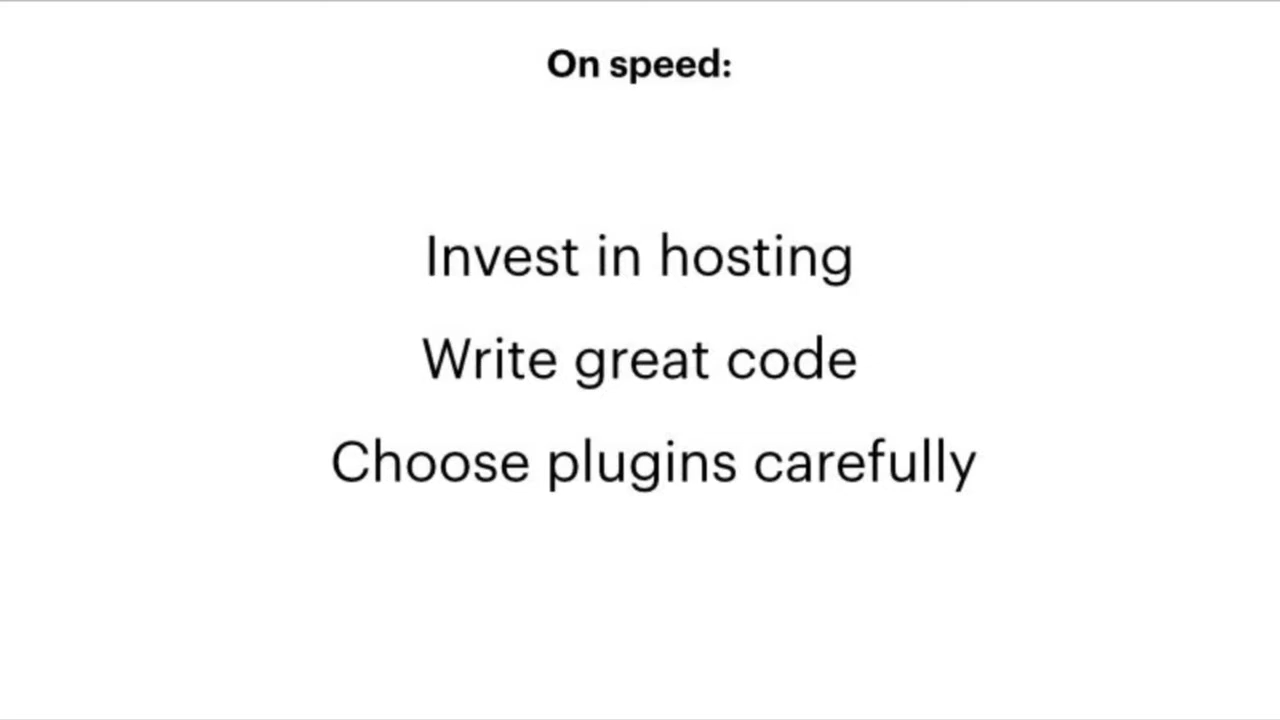 On speed:
Invest in hosting
Write great code
Choose plugins carefully